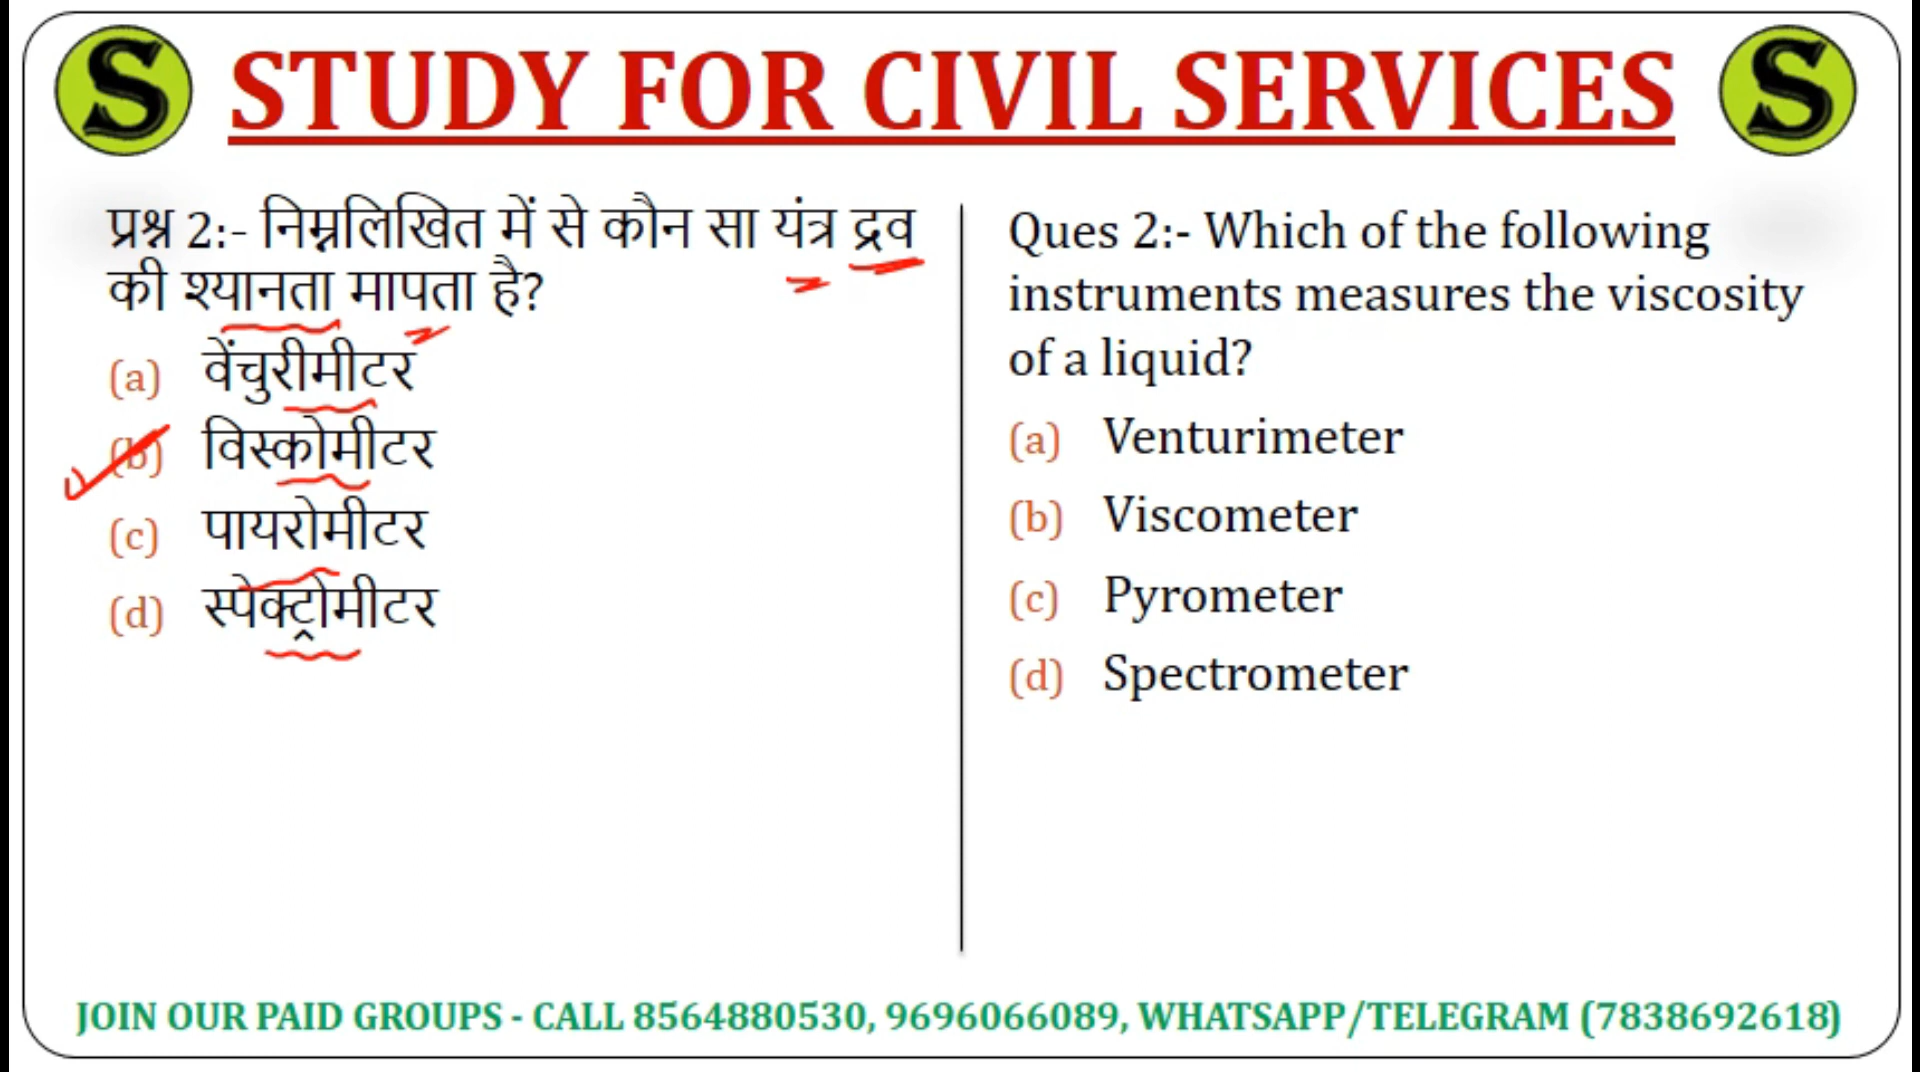 S STUDY FOR CIVIL SERVICES S
प्रश्न 2:- निम्नलिखित में से कौन सा यंत्र द्रव
की श्यानता मापता है?
(a) वेंचुरीमीटर
(b) विस्कोमीटर
(c) पायरोमीटर
(d) स्पेक्ट्रोमीटर
Ques 2:- Which of the following
instruments measures the viscosity
of a liquid?
(a) Venturimeter
(b) Viscometer
(c) Pyrometer
(d) Spectrometer
JOIN OUR PAID GROUPS - CALL 8564880530, 9696066089, WHATSAPP/TELEGRAM (7838692618)